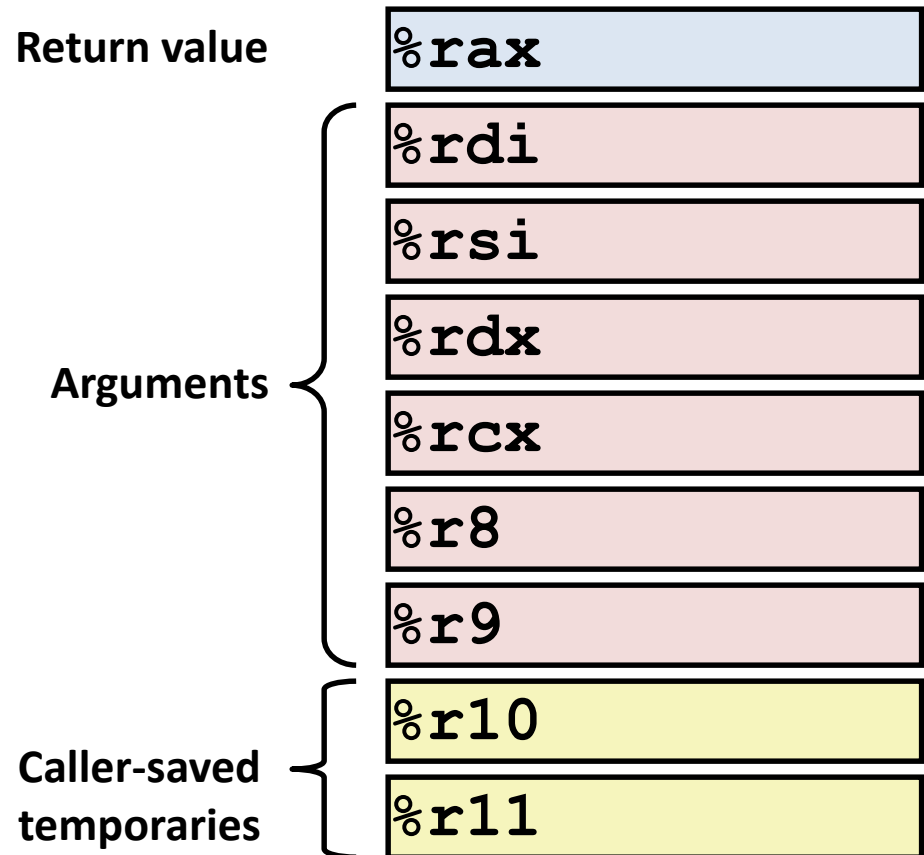 Return value
%rax
%rdi
%rsi
%rdx
Arguments
%rcx
%r8
%r9
%r10
Caller-saved
temporaries
%r11